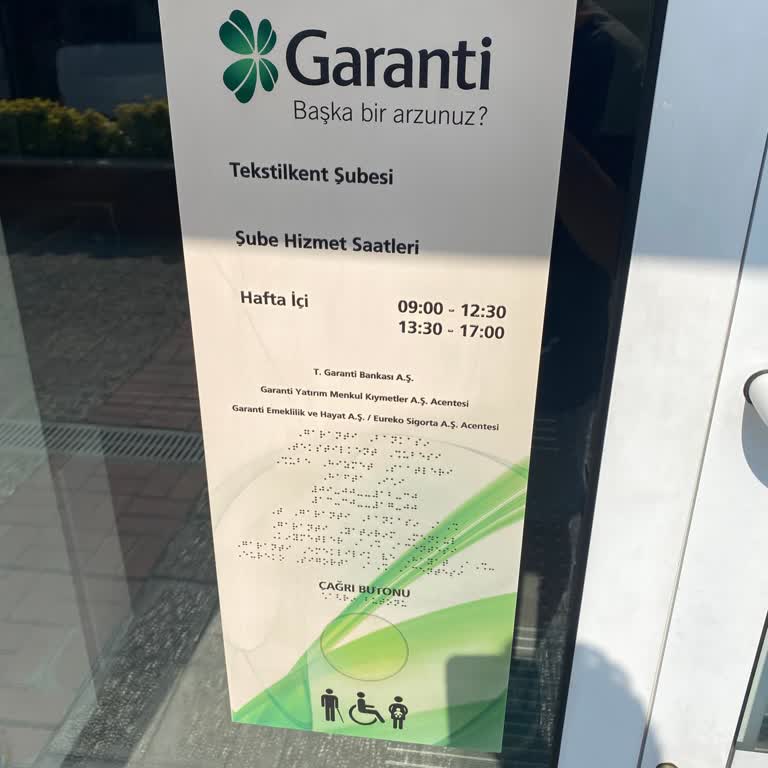 Garanti
Başka bir arzunuz?
Tekstilkent Şubesi
Şube Hizmet Saatleri
Hafta İçi 09:00 - 12:30
13:30 - 17:00
T. Garanti Bankası A.Ş.
Garanti Yatırım Menkul Kıymetler A.Ş. Acentesi
Garanti Emeklilik ve Hayat A.Ş. / Eureko Sigorta A.Ş. Acentesi
ÇAĞRI BUTONU